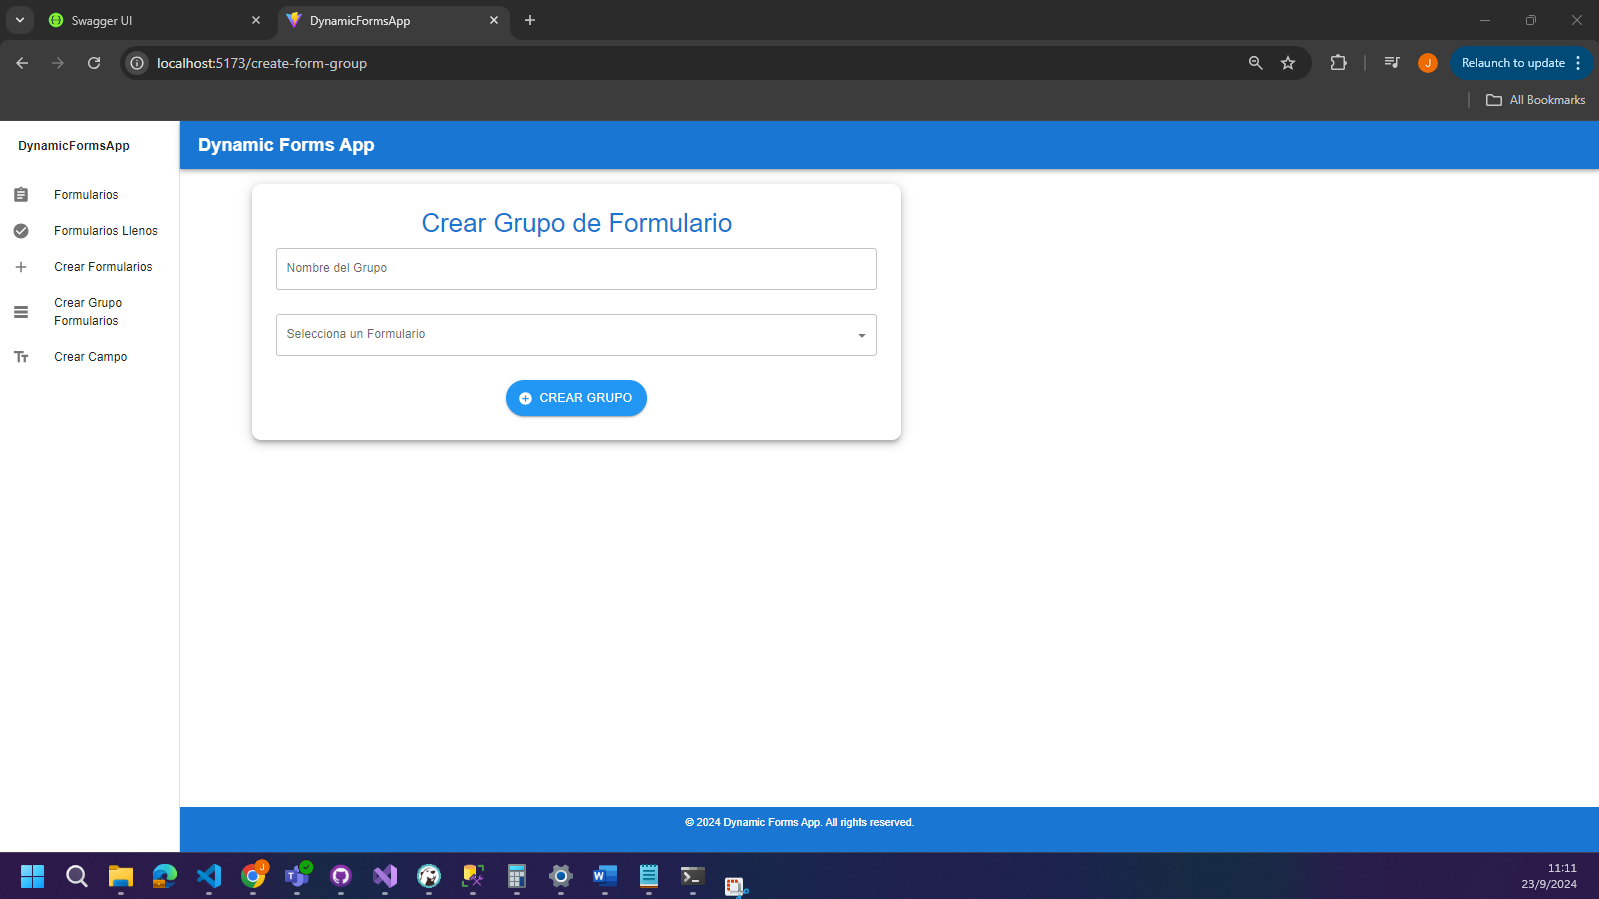 Swagger UI
DynamicFormsApp
localhost:5173/create-form-group
J
Relaunch to update
All Bookmarks
DynamicFormsApp
Formularios
Formularios Llenos
Crear Formularios
Crear Grupo
Formularios
Crear Campo
Dynamic Forms App
Crear Grupo de Formulario
Nombre del Grupo
Selecciona un Formulario
CREAR GRUPO
© 2024 Dynamic Forms App. All rights reserved.
11:11
23/9/2024